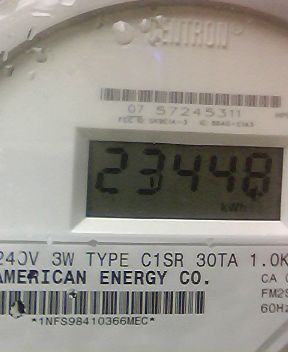 CENTRON
07 57245311
23448
kWh
240V 3W TYPE C1SR 30TA 1.0K
AMERICAN ENERGY CO.
CA
FM2S
60Hz
*1NFS98410366MEC*